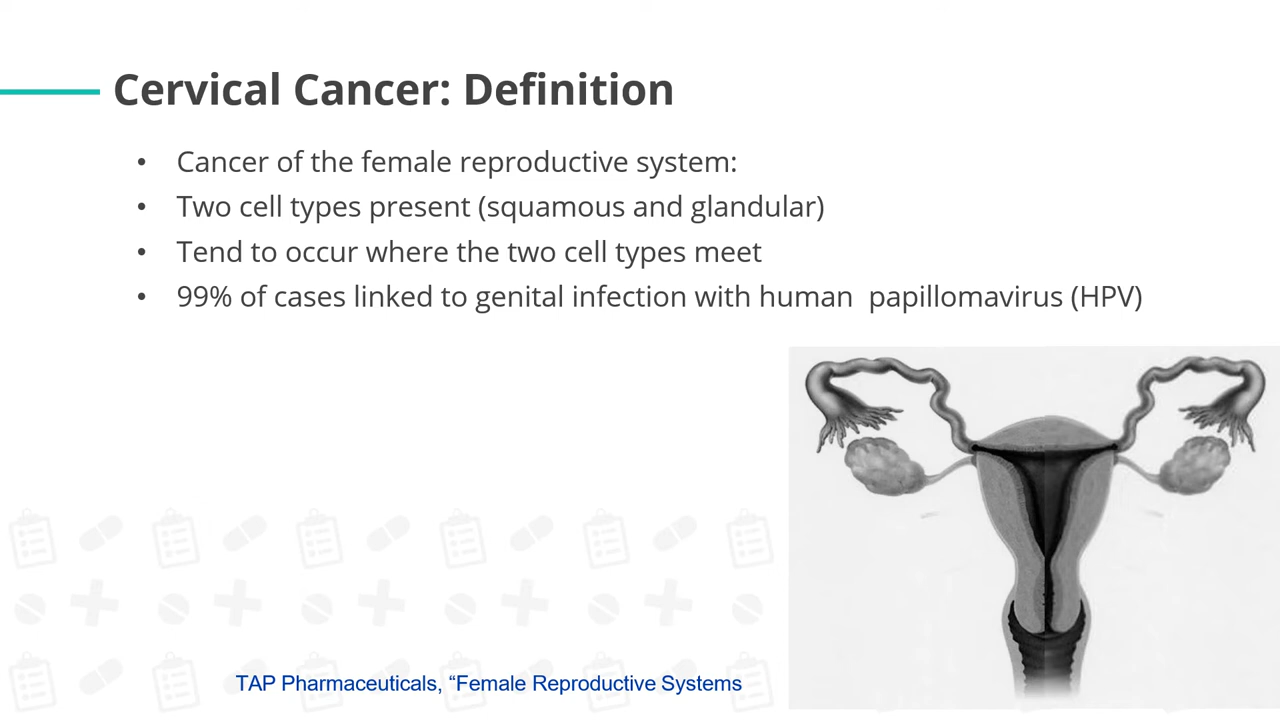 Cervical Cancer: Definition
• Cancer of the female reproductive system:
• Two cell types present (squamous and glandular)
• Tend to occur where the two cell types meet
• 99% of cases linked to genital infection with human  papillomavirus (HPV)
TAP Pharmaceuticals, “Female Reproductive Systems